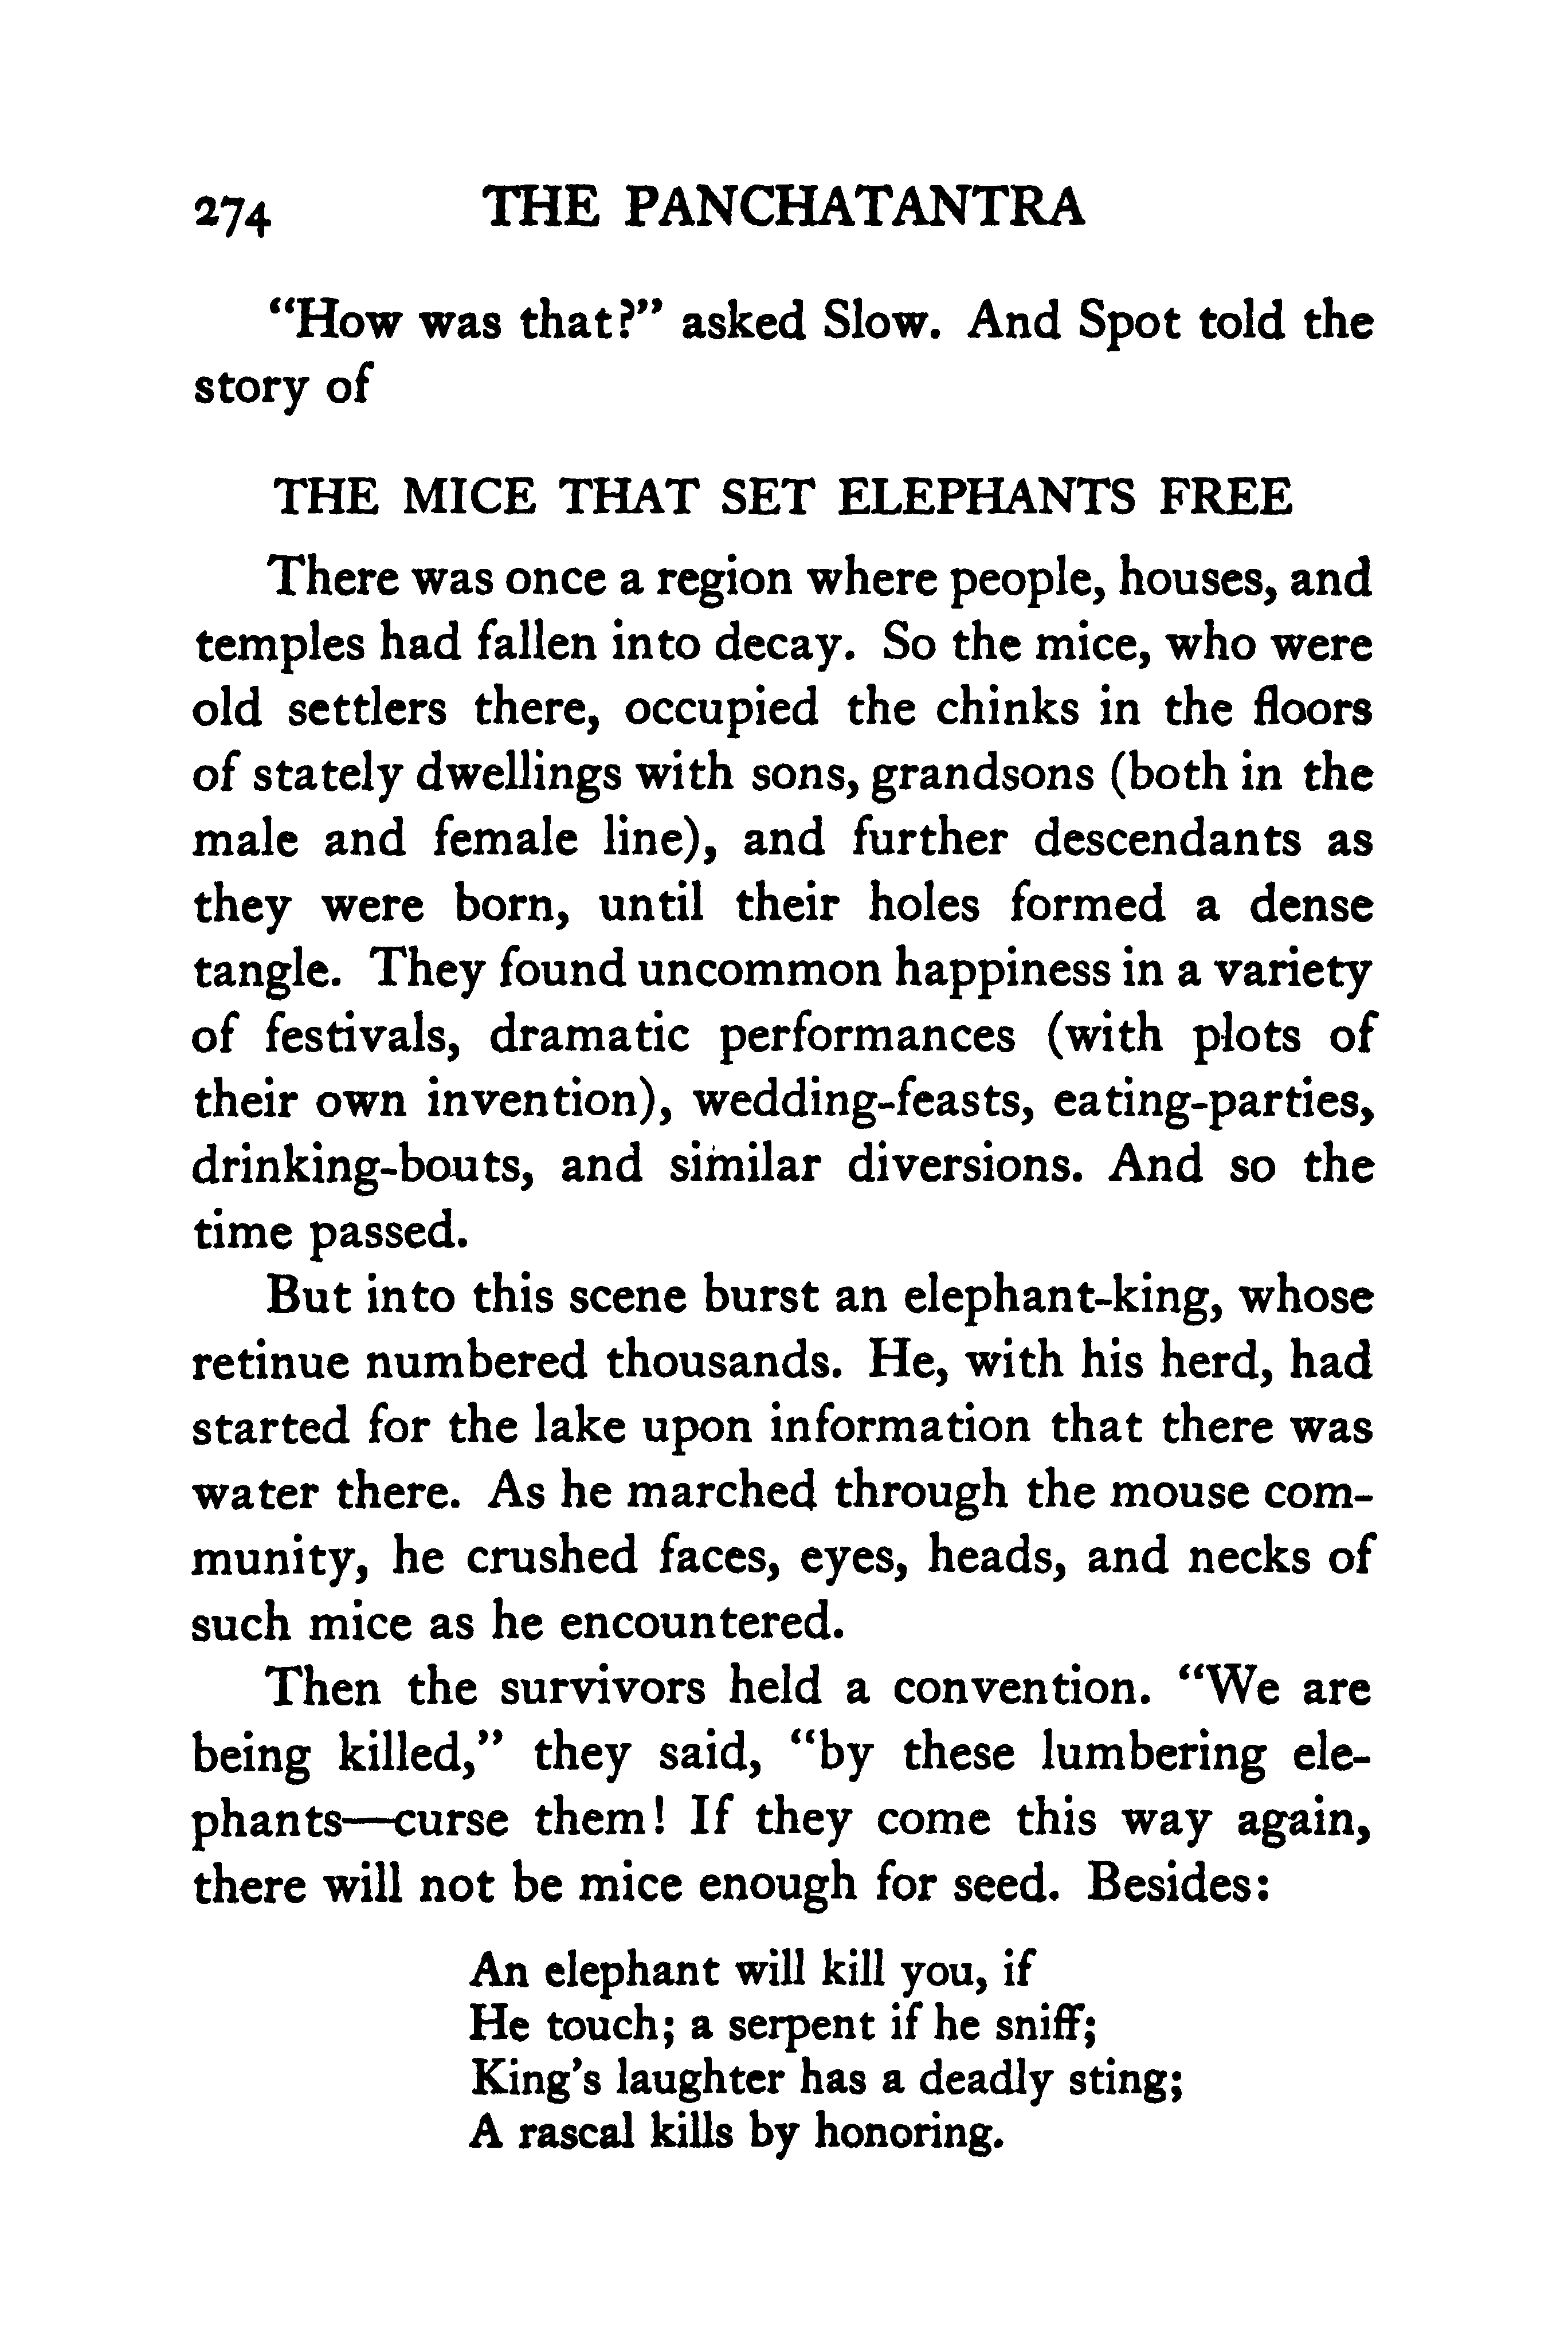 274 THE PANCHATANTRA
“How was that?” asked Slow. And Spot told the
story of
THE MICE THAT SET ELEPHANTS FREE
There was once a region where people, houses, and
temples had fallen into decay. So the mice, who were
old settlers there, occupied the chinks in the floors
of stately dwellings with sons, grandsons (both in the
male and female line), and further descendants as
they were born, until their holes formed a dense
tangle. They found uncommon happiness in a variety
of festivals, dramatic performances (with plots of
their own invention), wedding-feasts, eating-parties,
drinking-bouts, and similar diversions. And so the
time passed.
But into this scene burst an elephant-king, whose
retinue numbered thousands. He, with his herd, had
started for the lake upon information that there was
water there. As he marched through the mouse com-
munity, he crushed faces, eyes, heads, and necks of
such mice as he encountered.
Then the survivors held a convention. “We are
being killed,” they said, “by these lumbering ele-
phants—curse them! If they come this way again,
there will not be mice enough for seed. Besides:
An elephant will kill you, if
He touch; a serpent if he sniff;
King’s laughter has a deadly sting;
A rascal kills by honoring.